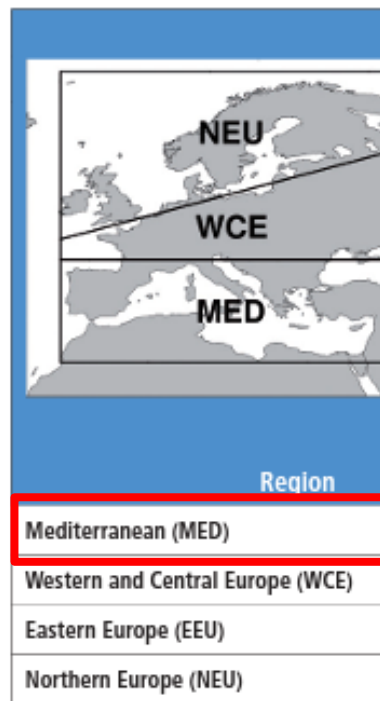 NEU
WCE
MED
Region
Mediterranean (MED)
Western and Central Europe (WCE)
Eastern Europe (EEU)
Northern Europe (NEU)